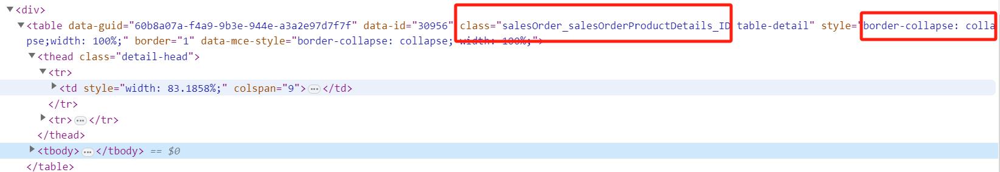 <div>
<table data-guid="60b8a07a-f4a9-9b3e-944e-a3a2e97d7f7f" data-id="30956" class="salesOrder_salesOrderProductDetails_ID table-detail" style="border-collapse: colla
pse;width: 100%;" border="1" data-mce-style="border-collapse: collapse; width: 100%;">
<thead class="detail-head">
<tr>
<td style="width: 83.1858%;" colspan="9">…</td>
</tr>
<tr>…</tr>
</thead>
<tbody>…</tbody> == $0
</table>